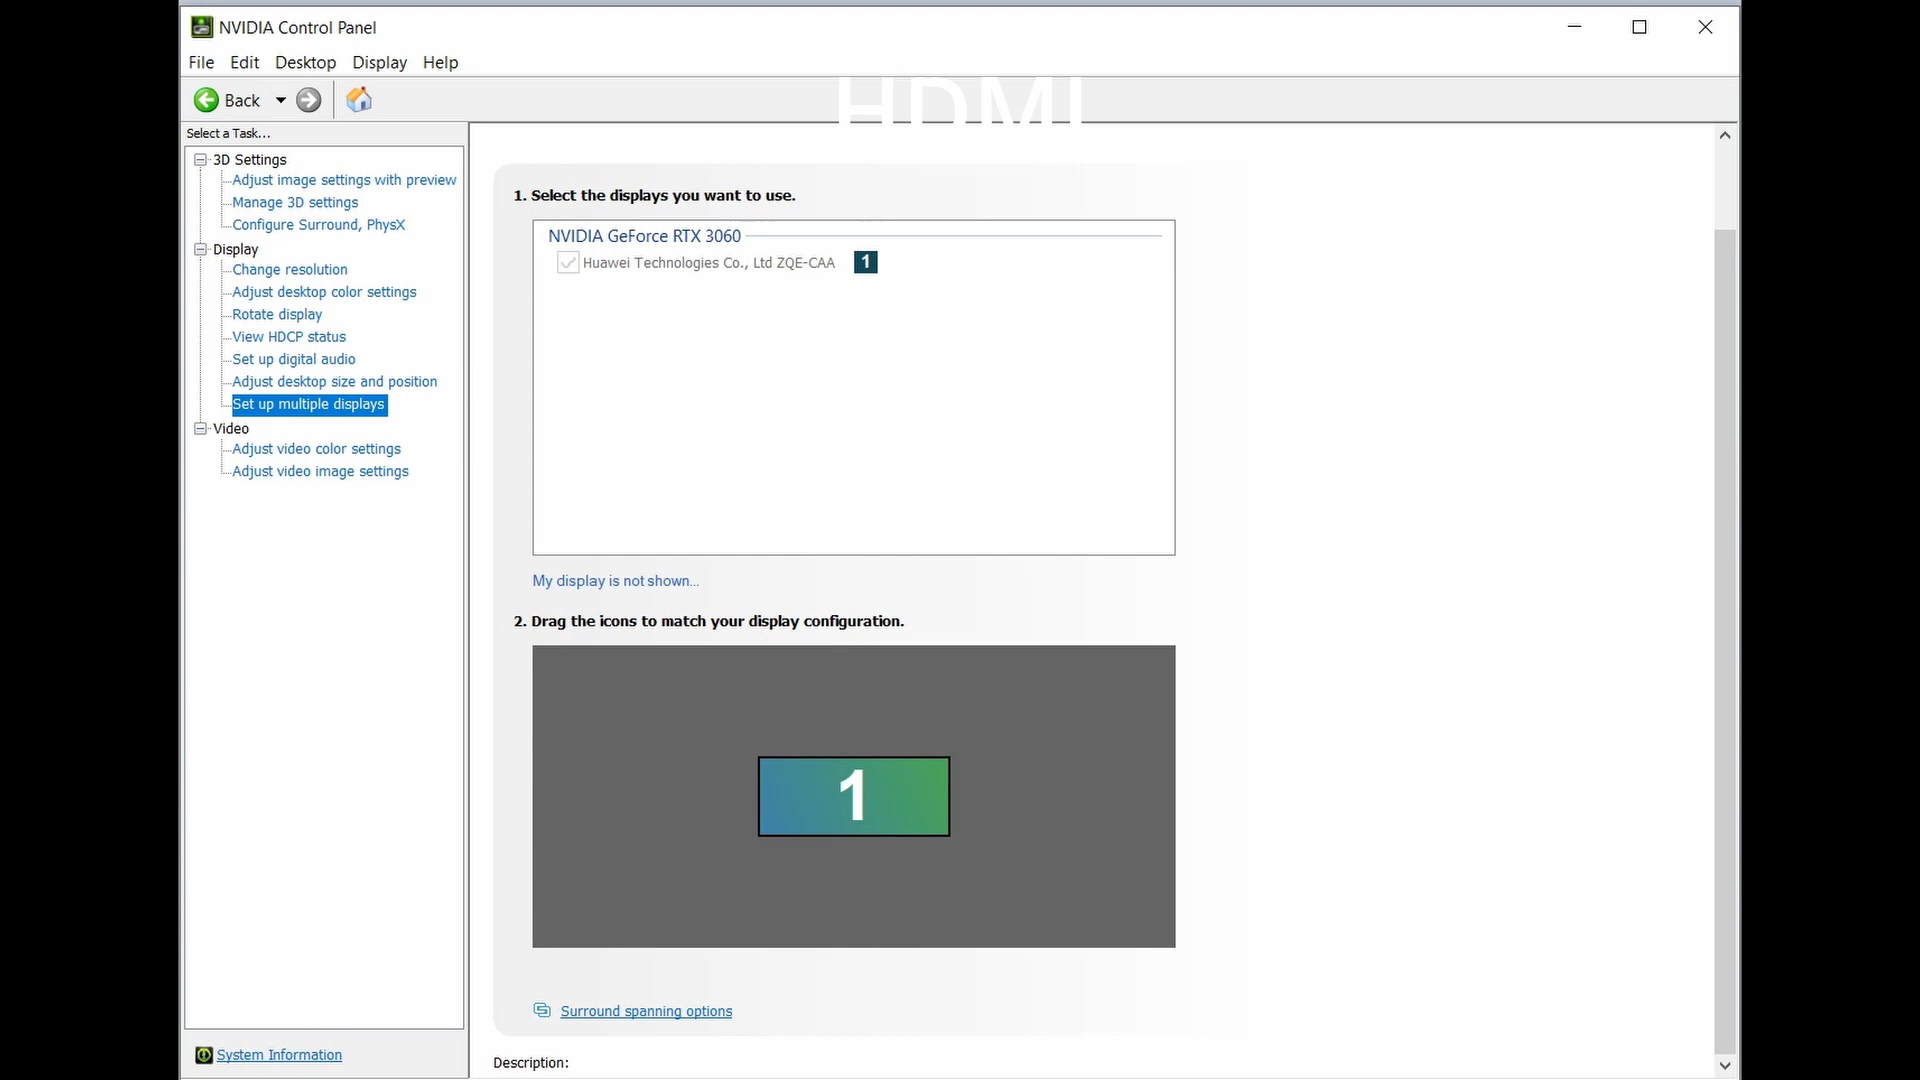 NVIDIA Control Panel
File Edit Desktop Display Help
HDMI
Back
Select a Task...
3D Settings
Adjust image settings with preview
Manage 3D settings
Configure Surround, PhysX
Display
Change resolution
Adjust desktop color settings
Rotate display
View HDCP status
Set up digital audio
Adjust desktop size and position
Set up multiple displays
Video
Adjust video color settings
Adjust video image settings
System Information
1. Select the displays you want to use.
NVIDIA GeForce RTX 3060
Huawei Technologies Co., Ltd ZQE-CAA 1
My display is not shown...
2. Drag the icons to match your display configuration.
1
Surround spanning options
Description: